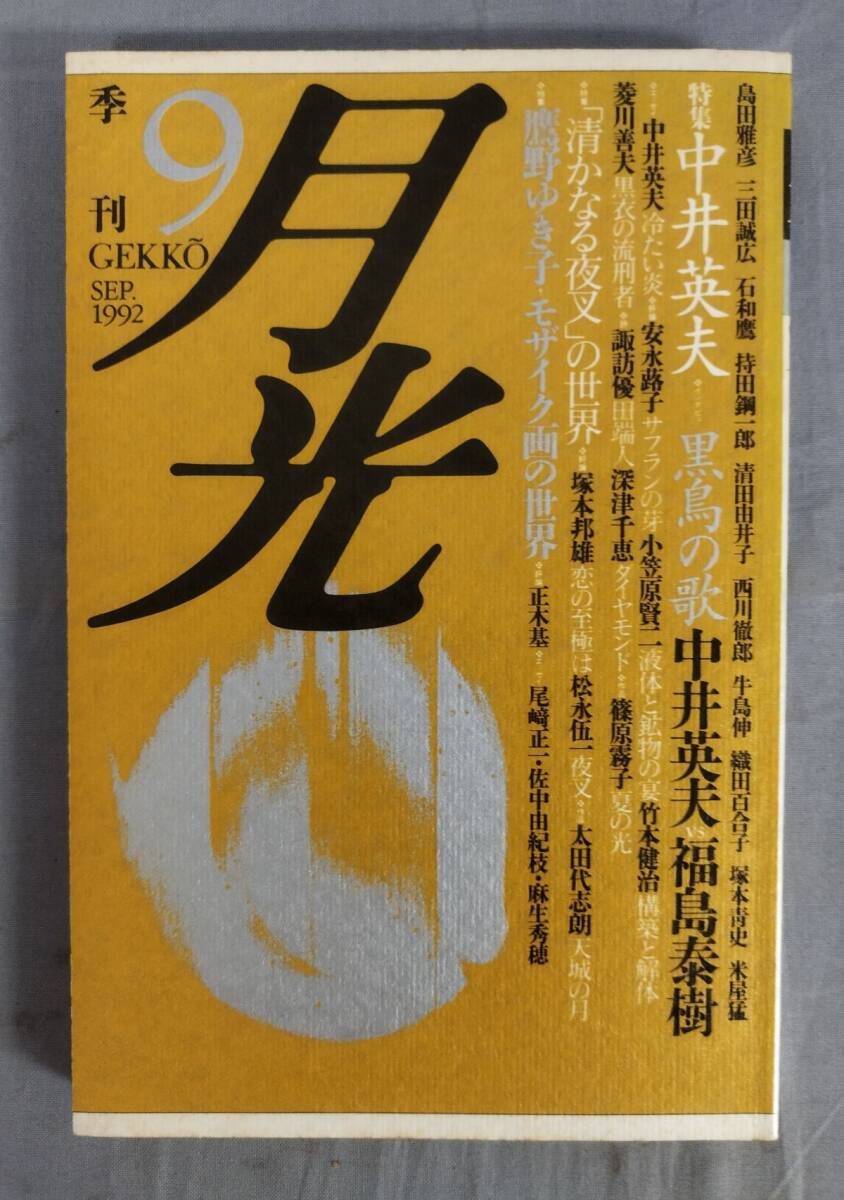 季刊
9
月光
GEKKŌ
SEP.
1992
島田雅彦 三田誠広 石和鷹 持田鋼一郎 清田由井子 西川徹郎 牛島伸 織田百合子 塚本青史 米屋猛
特集 中井英夫 黒鳥の歌 中井英夫vs福島泰樹
中井英夫 冷たい炎 安永蕗子 サフランの芽 小笠原賢二 液体と鉱物の宴 竹本健治 構築と解体
菱川善夫 黒衣の流刑者 諏訪優 田端人 深津千恵 ダイヤモンド 篠原霧子 夏の光
特集「清かなる夜叉」の世界 塚本邦雄 恋の至極は 松永伍一 夜叉 太田代志朗 天城の月
特集 鷹野ゆき子・モザイク画の世界 正木基 尾﨑正一・佐中由紀枝・麻生秀穂